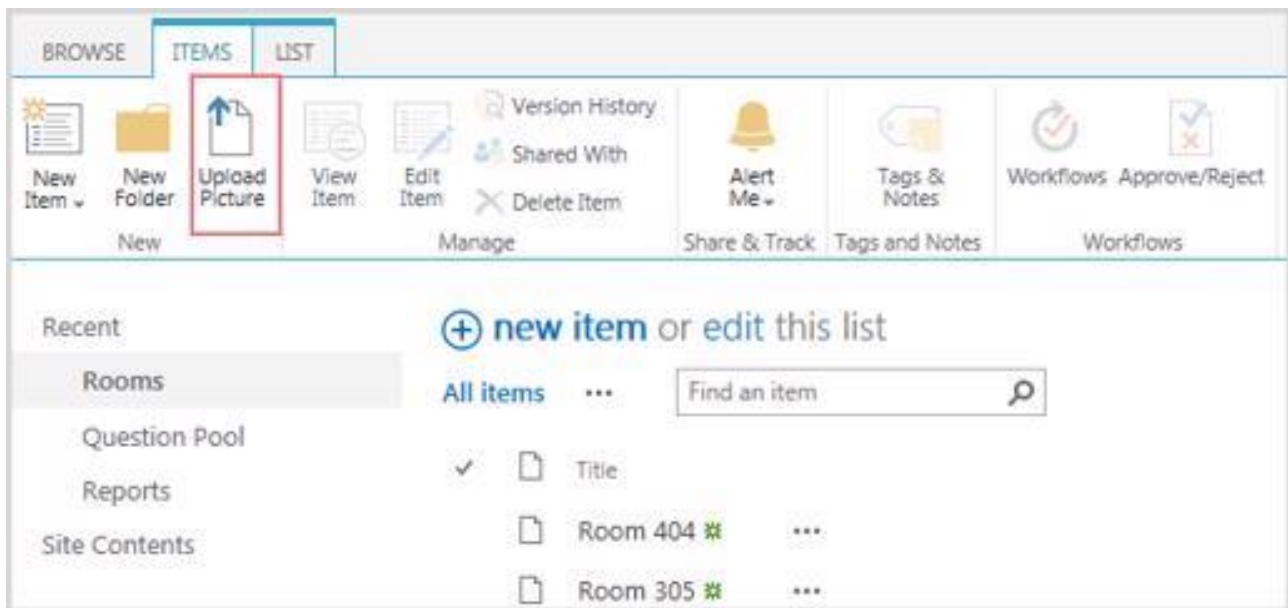 BROWSE ITEMS LIST
New Item
New Folder
Upload Picture
View Item
Edit Item
Version History
Shared With
Delete Item
Alert Me
Tags & Notes
Workflows
Approve/Reject
New
Manage
Share & Track
Tags and Notes
Workflows
Recent
Rooms
Question Pool
Reports
Site Contents
new item or edit this list
All items ...
Find an item
Title
Room 404 ...
Room 305 ...